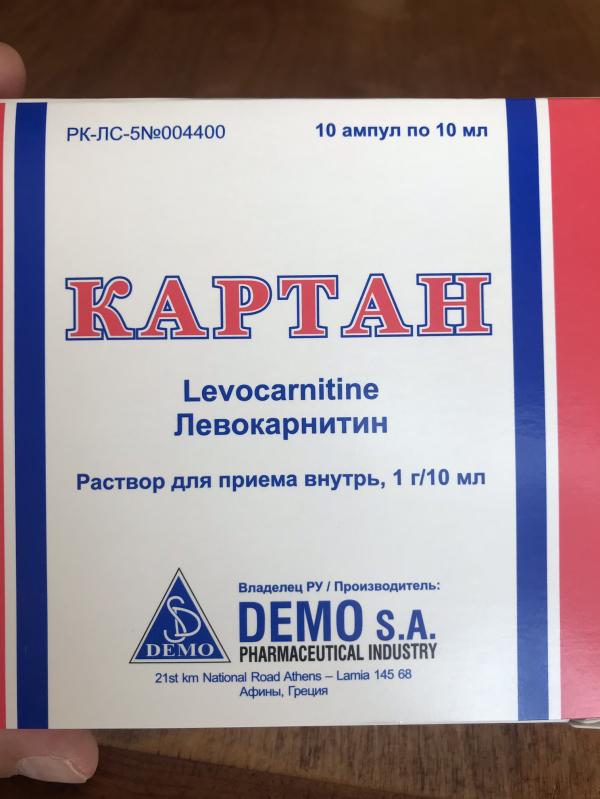 РК-ЛС-5№004400
10 ампул по 10 мл
КАРТАН
Levocarnitine
Левокарнитин
Раствор для приема внутрь, 1 г/10 мл
SD
DEMO
Владелец РУ / Производитель:
DEMO S.A.
PHARMACEUTICAL INDUSTRY
21st km National Road Athens – Lamia 145 68
Афины, Греция